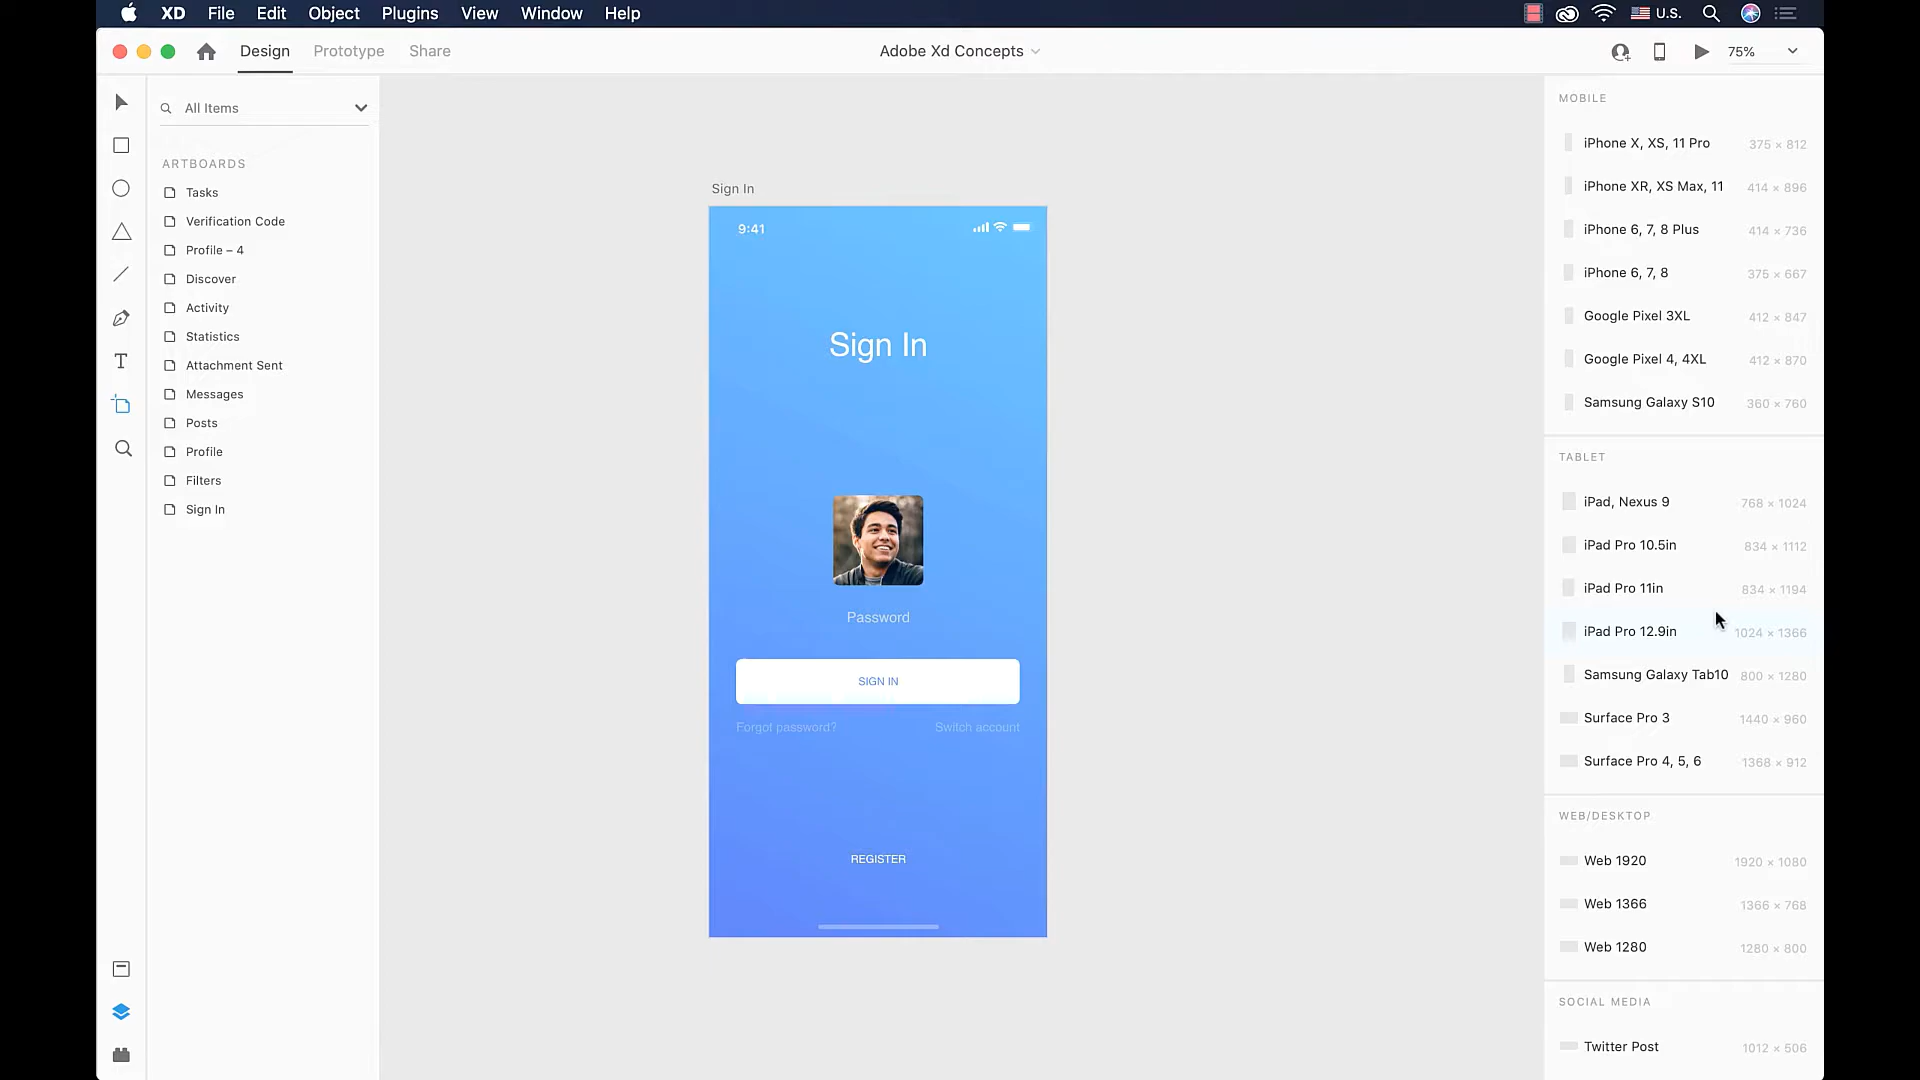 XD File Edit Object Plugins View Window Help U.S.
Design Prototype Share Adobe Xd Concepts 75%
All Items
ARTBOARDS
Tasks
Verification Code
Profile – 4
Discover
Activity
Statistics
Attachment Sent
Messages
Posts
Profile
Filters
Sign In
Sign In
9:41
Sign In
Password
SIGN IN
Forgot password? Switch account
REGISTER
MOBILE
iPhone X, XS, 11 Pro 375 × 812
iPhone XR, XS Max, 11 414 × 896
iPhone 6, 7, 8 Plus 414 × 736
iPhone 6, 7, 8 375 × 667
Google Pixel 3XL 412 × 847
Google Pixel 4, 4XL 412 × 870
Samsung Galaxy S10 360 × 760
TABLET
iPad, Nexus 9 768 × 1024
iPad Pro 10.5in 834 × 1112
iPad Pro 11in 834 × 1194
iPad Pro 12.9in 1024 × 1366
Samsung Galaxy Tab10 800 × 1280
Surface Pro 3 1440 × 960
Surface Pro 4, 5, 6 1368 × 912
WEB/DESKTOP
Web 1920 1920 × 1080
Web 1366 1366 × 768
Web 1280 1280 × 800
SOCIAL MEDIA
Twitter Post 1012 × 506